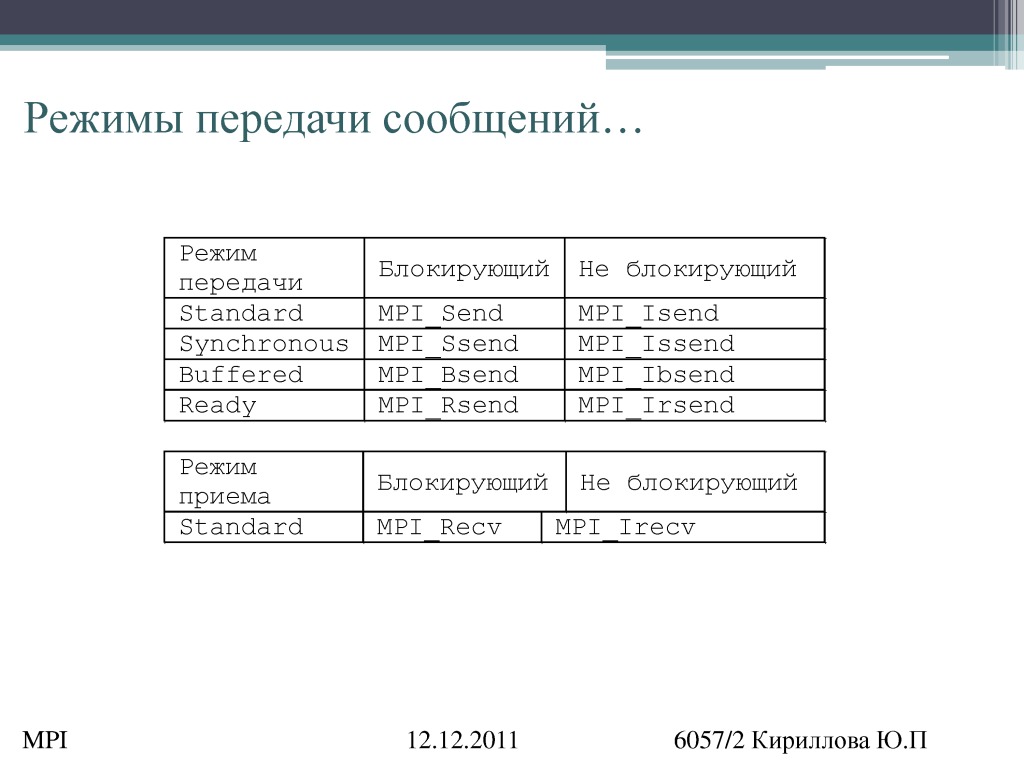 Режимы передачи сообщений…
Режим
передачи
Блокирующий
Не блокирующий
Standard MPI_Send MPI_Isend
Synchronous MPI_Ssend MPI_Issend
Buffered MPI_Bsend MPI_Ibsend
Ready MPI_Rsend MPI_Irsend
Режим
приема
Блокирующий
Не блокирующий
Standard MPI_Recv MPI_Irecv
MPI 12.12.2011 6057/2 Кириллова Ю.П